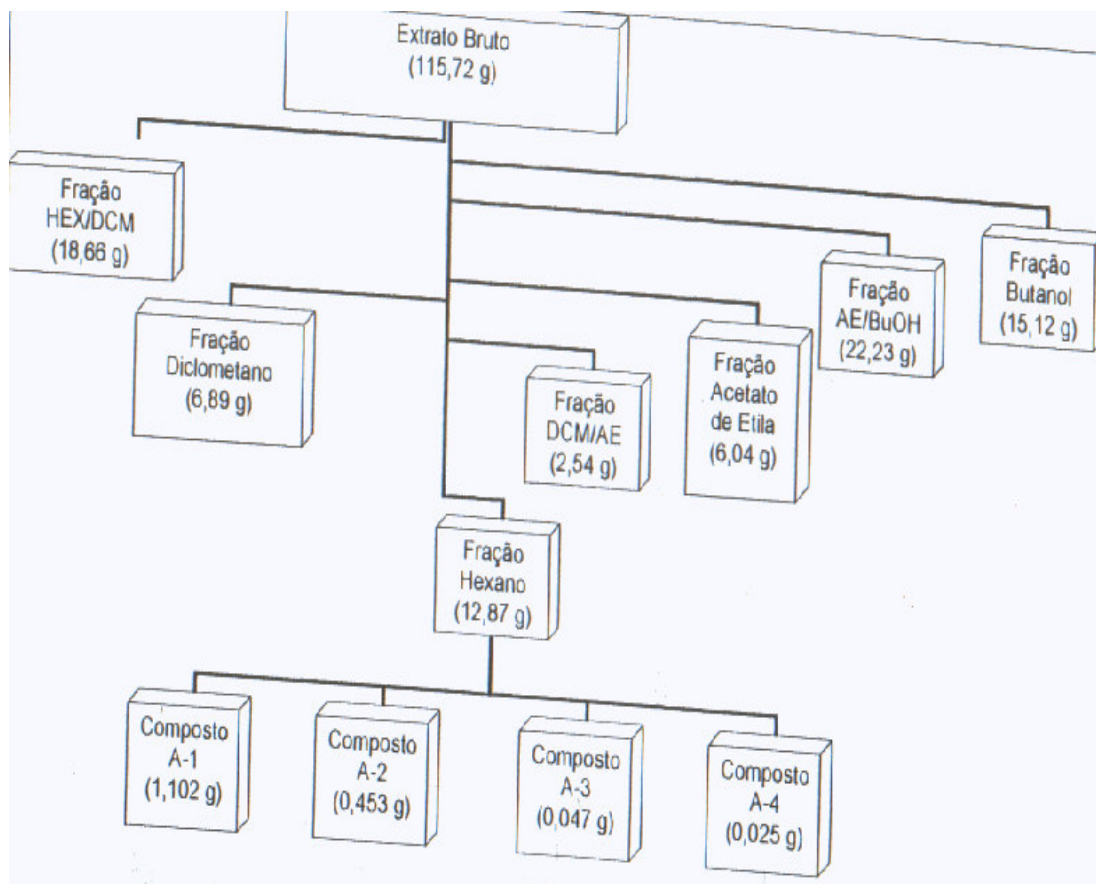 Extrato Bruto
(115,72 g)
Fração
HEX/DCM
(18,66 g)
Fração
Butanol
(15,12 g)
Fração
AE/BuOH
(22,23 g)
Fração
Diclometano
(6,89 g)
Fração
Acetato
de Etila
(6,04 g)
Fração
DCM/AE
(2,54 g)
Fração
Hexano
(12,87 g)
Composto
A-1
(1,102 g)
Composto
A-2
(0,453 g)
Composto
A-3
(0,047 g)
Composto
A-4
(0,025 g)